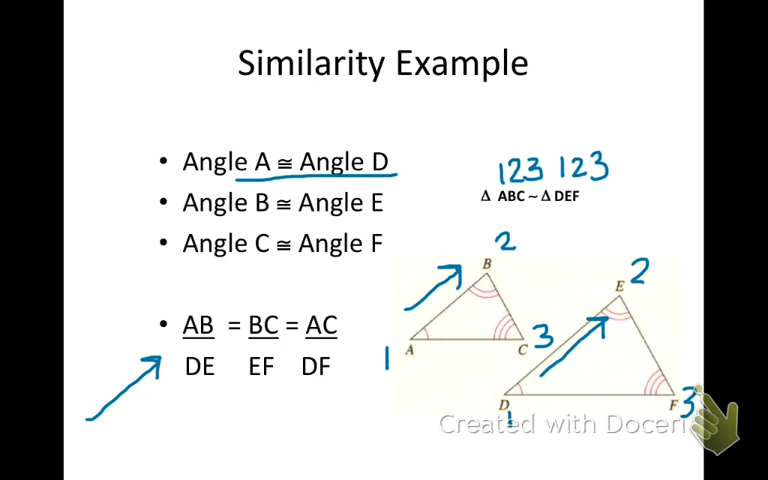 Similarity Example
• Angle A ≅ Angle D
• Angle B ≅ Angle E
• Angle C ≅ Angle F
123 123
Δ ABC ~ Δ DEF
• AB = BC = AC
DE EF DF
2
B
1
A
C
3
2
E
D
1
F
3
Created with Doceri